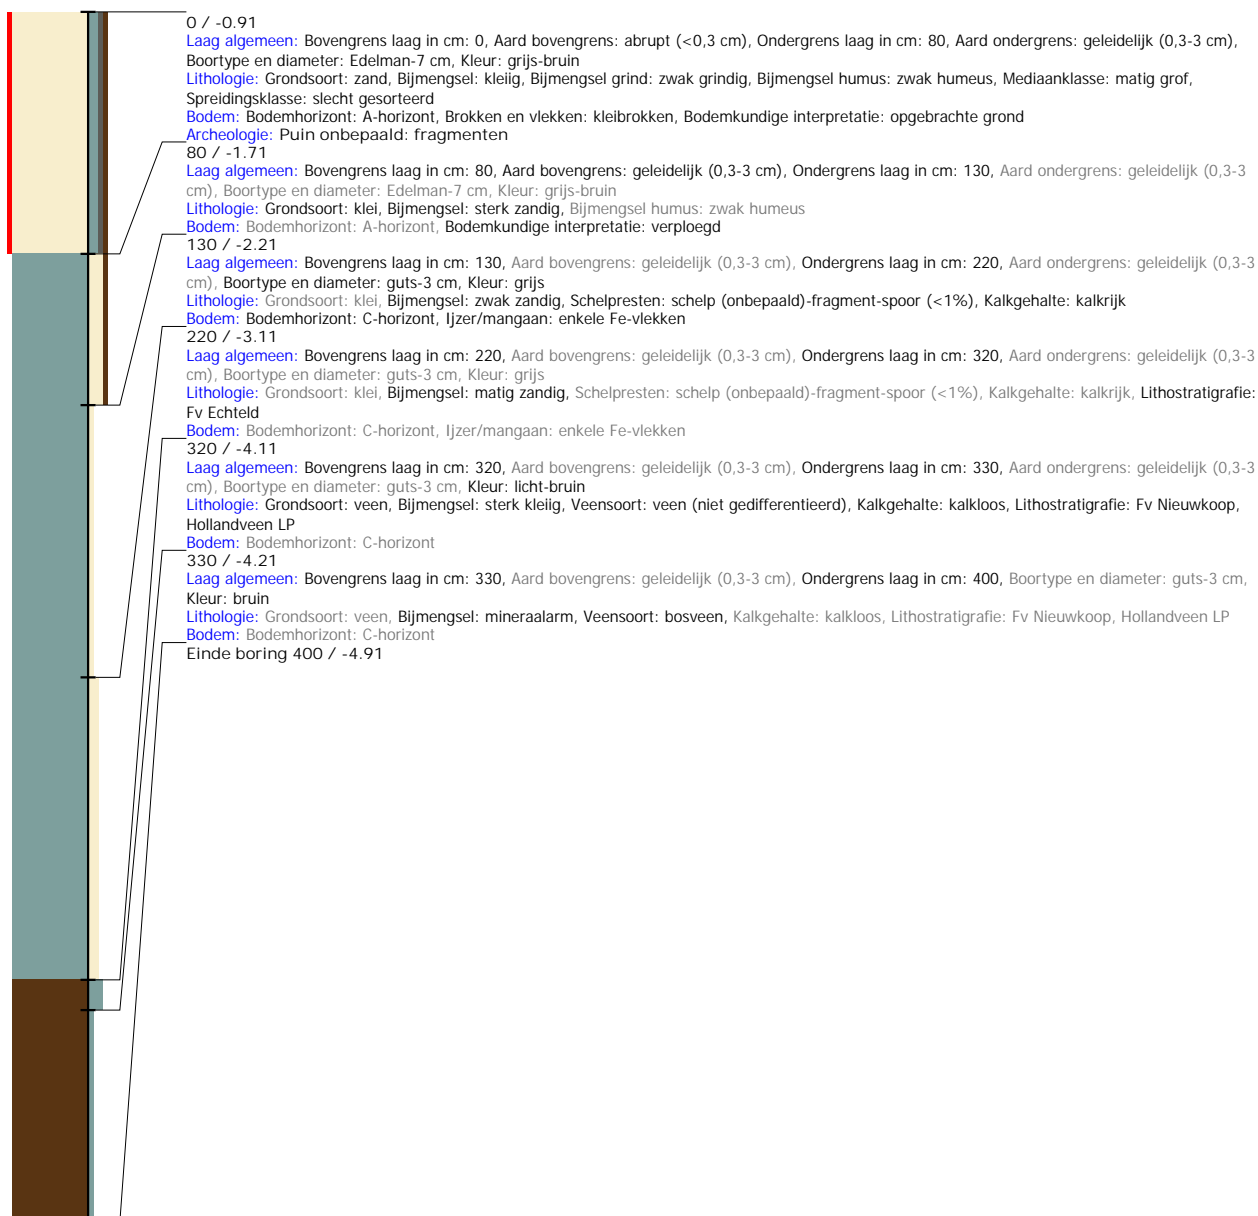 0 / -0.91
Laag algemeen: Bovengrens laag in cm: 0, Aard bovengrens: abrupt (<0,3 cm), Ondergrens laag in cm: 80, Aard ondergrens: geleidelijk (0,3-3 cm),
Boortype en diameter: Edelman-7 cm, Kleur: grijs-bruin
Lithologie: Grondsoort: zand, Bijmengsel: kleiig, Bijmengsel grind: zwak grindig, Bijmengsel humus: zwak humeus, Mediaanklasse: matig grof,
Spreidingsklasse: slecht gesorteerd
Bodem: Bodemhorizont: A-horizont, Brokken en vlekken: kleibrokken, Bodemkundige interpretatie: opgebrachte grond
Archeologie: Puin onbepaald: fragmenten
80 / -1.71
Laag algemeen: Bovengrens laag in cm: 80, Aard bovengrens: geleidelijk (0,3-3 cm), Ondergrens laag in cm: 130, Aard ondergrens: geleidelijk (0,3-3
cm), Boortype en diameter: Edelman-7 cm, Kleur: grijs-bruin
Lithologie: Grondsoort: klei, Bijmengsel: sterk zandig, Bijmengsel humus: zwak humeus
Bodem: Bodemhorizont: A-horizont, Bodemkundige interpretatie: verploegd
130 / -2.21
Laag algemeen: Bovengrens laag in cm: 130, Aard bovengrens: geleidelijk (0,3-3 cm), Ondergrens laag in cm: 220, Aard ondergrens: geleidelijk (0,3-3
cm), Boortype en diameter: guts-3 cm, Kleur: grijs
Lithologie: Grondsoort: klei, Bijmengsel: zwak zandig, Schelpresten: schelp (onbepaald)-fragment-spoor (<1%), Kalkgehalte: kalkrijk
Bodem: Bodemhorizont: C-horizont, Ijzer/mangaan: enkele Fe-vlekken
220 / -3.11
Laag algemeen: Bovengrens laag in cm: 220, Aard bovengrens: geleidelijk (0,3-3 cm), Ondergrens laag in cm: 320, Aard ondergrens: geleidelijk (0,3-3
cm), Boortype en diameter: guts-3 cm, Kleur: grijs
Lithologie: Grondsoort: klei, Bijmengsel: matig zandig, Schelpresten: schelp (onbepaald)-fragment-spoor (<1%), Kalkgehalte: kalkrijk, Lithostratigrafie:
Fv Echteld
Bodem: Bodemhorizont: C-horizont, Ijzer/mangaan: enkele Fe-vlekken
320 / -4.11
Laag algemeen: Bovengrens laag in cm: 320, Aard bovengrens: geleidelijk (0,3-3 cm), Ondergrens laag in cm: 330, Aard ondergrens: geleidelijk (0,3-3
cm), Boortype en diameter: guts-3 cm, Kleur: licht-bruin
Lithologie: Grondsoort: veen, Bijmengsel: sterk kleiig, Veensoort: veen (niet gedifferentieerd), Kalkgehalte: kalkloos, Lithostratigrafie: Fv Nieuwkoop,
Hollandveen LP
Bodem: Bodemhorizont: C-horizont
330 / -4.21
Laag algemeen: Bovengrens laag in cm: 330, Aard bovengrens: geleidelijk (0,3-3 cm), Ondergrens laag in cm: 400, Boortype en diameter: guts-3 cm,
Kleur: bruin
Lithologie: Grondsoort: veen, Bijmengsel: mineraalarm, Veensoort: bosveen, Kalkgehalte: kalkloos, Lithostratigrafie: Fv Nieuwkoop, Hollandveen LP
Bodem: Bodemhorizont: C-horizont
Einde boring 400 / -4.91